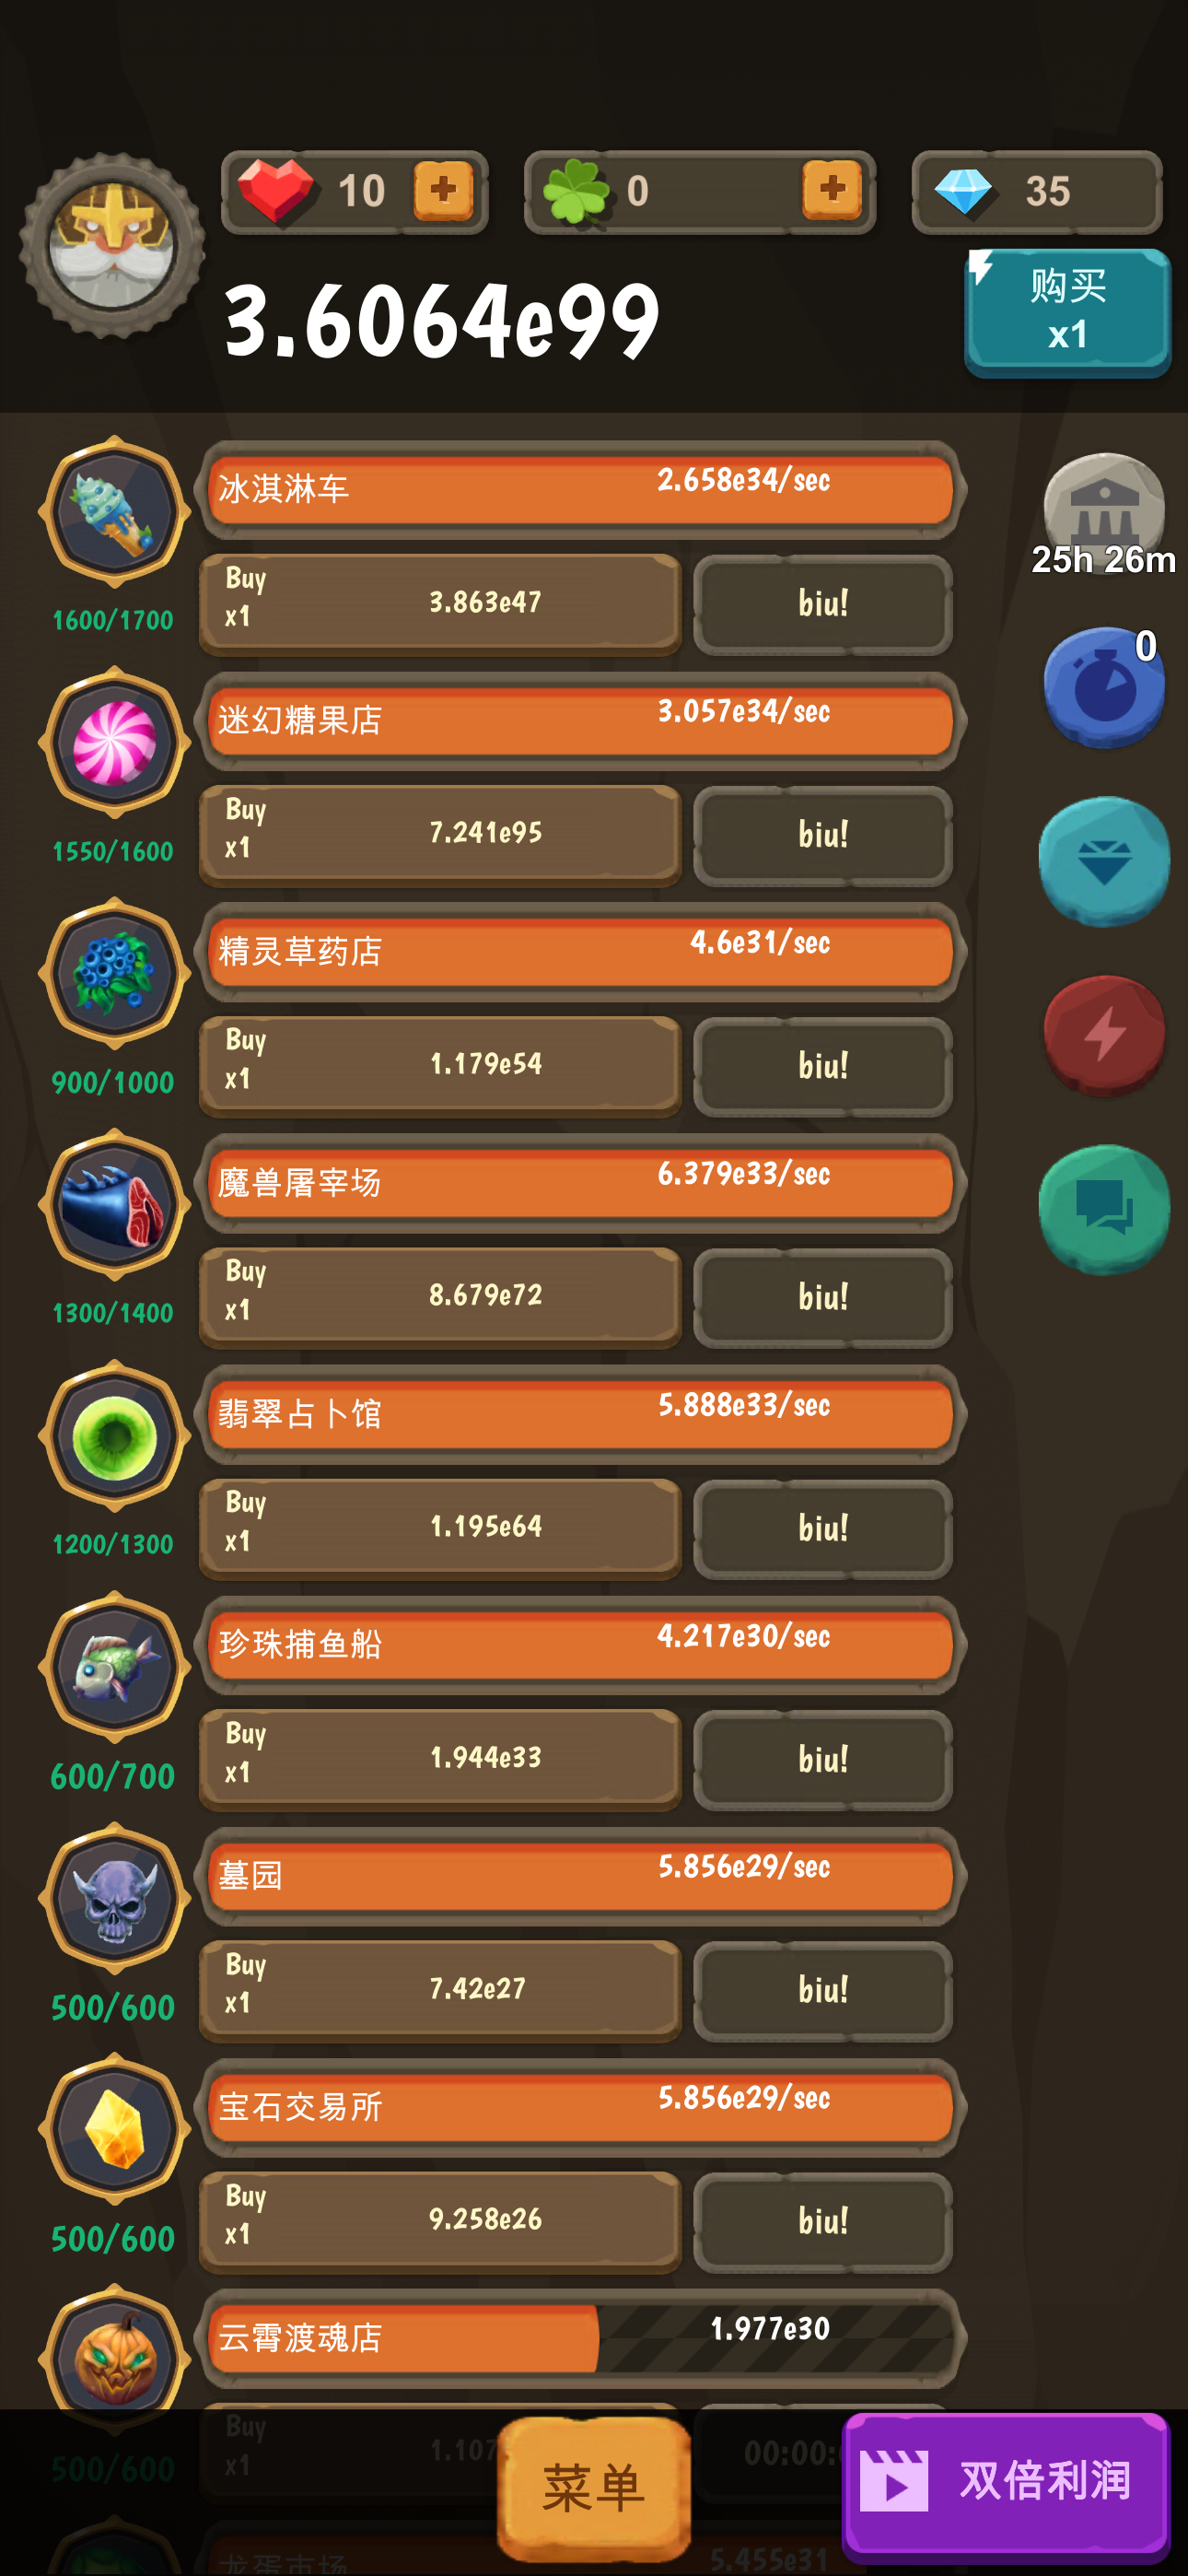 10
0
35
3.6064e99
购买
x1
冰淇淋车 2.658e34/sec
25h 26m
Buy
x1
3.863e47
biu!
1600/1700
0
迷幻糖果店 3.057e34/sec
Buy
x1
7.241e95
biu!
1550/1600
精灵草药店 4.6e31/sec
Buy
x1
1.179e54
biu!
900/1000
魔兽屠宰场 6.379e33/sec
Buy
x1
8.679e72
biu!
1300/1400
翡翠占卜馆 5.888e33/sec
Buy
x1
1.195e64
biu!
1200/1300
珍珠捕鱼船 4.217e30/sec
Buy
x1
1.944e33
biu!
600/700
墓园 5.856e29/sec
Buy
x1
7.42e27
biu!
500/600
宝石交易所 5.856e29/sec
Buy
x1
9.258e26
biu!
500/600
云霄渡魂店 1.977e30
Buy
x1
1.107
00:00:
500/600
菜单
双倍利润
龙蛋市场 5.455e31